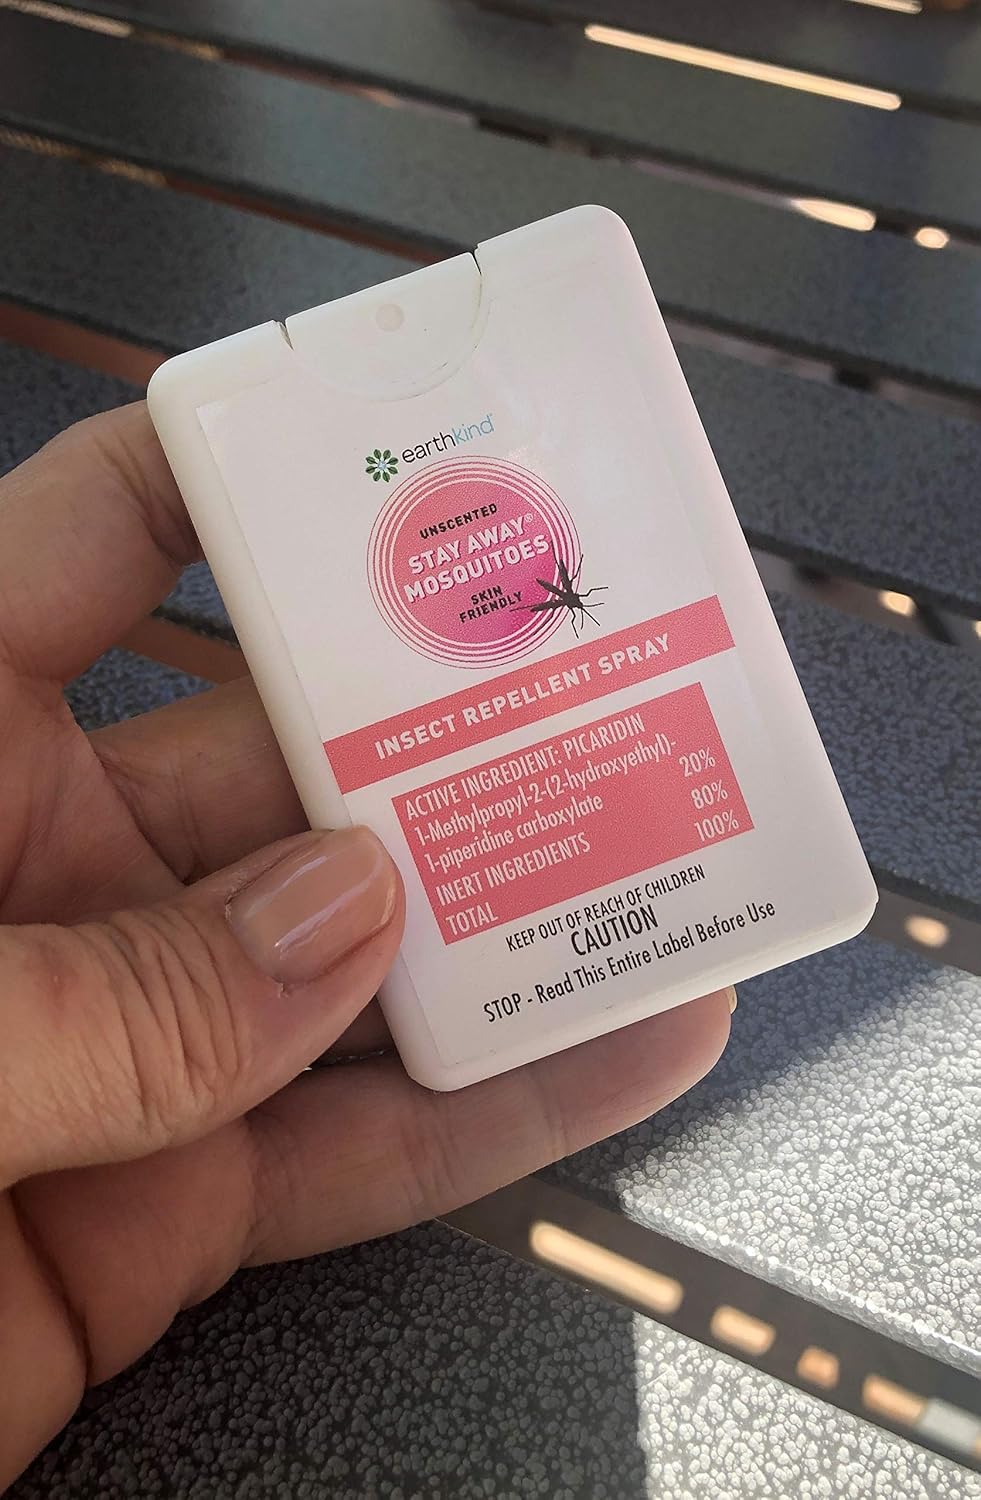 earthkind
UNSCENTED
STAY AWAY®
MOSQUITOES
SKIN
FRIENDLY
INSECT REPELLENT SPRAY
ACTIVE INGREDIENT: PICARIDIN
1-Methylpropyl-2-(2-hydroxyethyl)-
1-piperidine carboxylate 20%
INERT INGREDIENTS 80%
TOTAL 100%
KEEP OUT OF REACH OF CHILDREN
CAUTION
STOP - Read This Entire Label Before Use